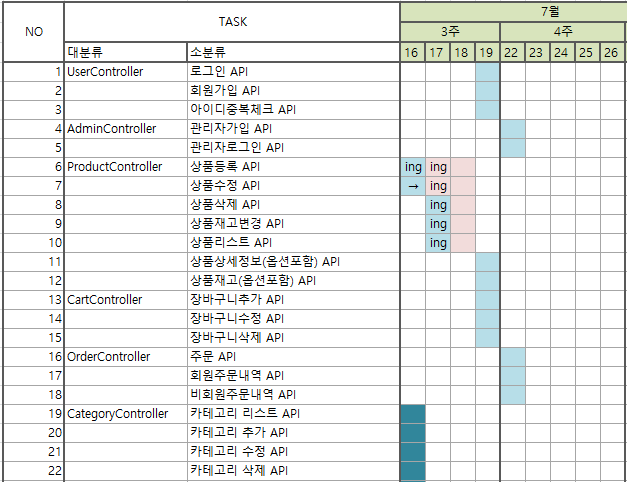 NO TASK 7월
3주 4주
대분류 소분류 16 17 18 19 22 23 24 25 26
1 UserController 로그인 API
2 회원가입 API
3 아이디중복체크 API
4 AdminController 관리자가입 API
5 관리자로그인 API
6 ProductController 상품등록 API ing ing
7 상품수정 API → ing
8 상품삭제 API ing
9 상품재고변경 API ing
10 상품리스트 API ing
11 상품상세정보(옵션포함) API
12 상품재고(옵션포함) API
13 CartController 장바구니추가 API
14 장바구니수정 API
15 장바구니삭제 API
16 OrderController 주문 API
17 회원주문내역 API
18 비회원주문내역 API
19 CategoryController 카테고리 리스트 API
20 카테고리 추가 API
21 카테고리 수정 API
22 카테고리 삭제 API